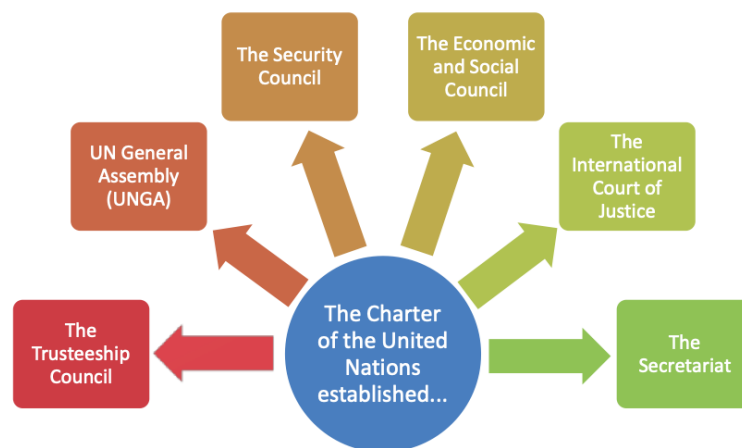 The Security
Council
The Economic
and Social
Council
UN General
Assembly
(UNGA)
The
International
Court of
Justice
The
Trusteeship
Council
The Charter
of the United
Nations
established...
The
Secretariat